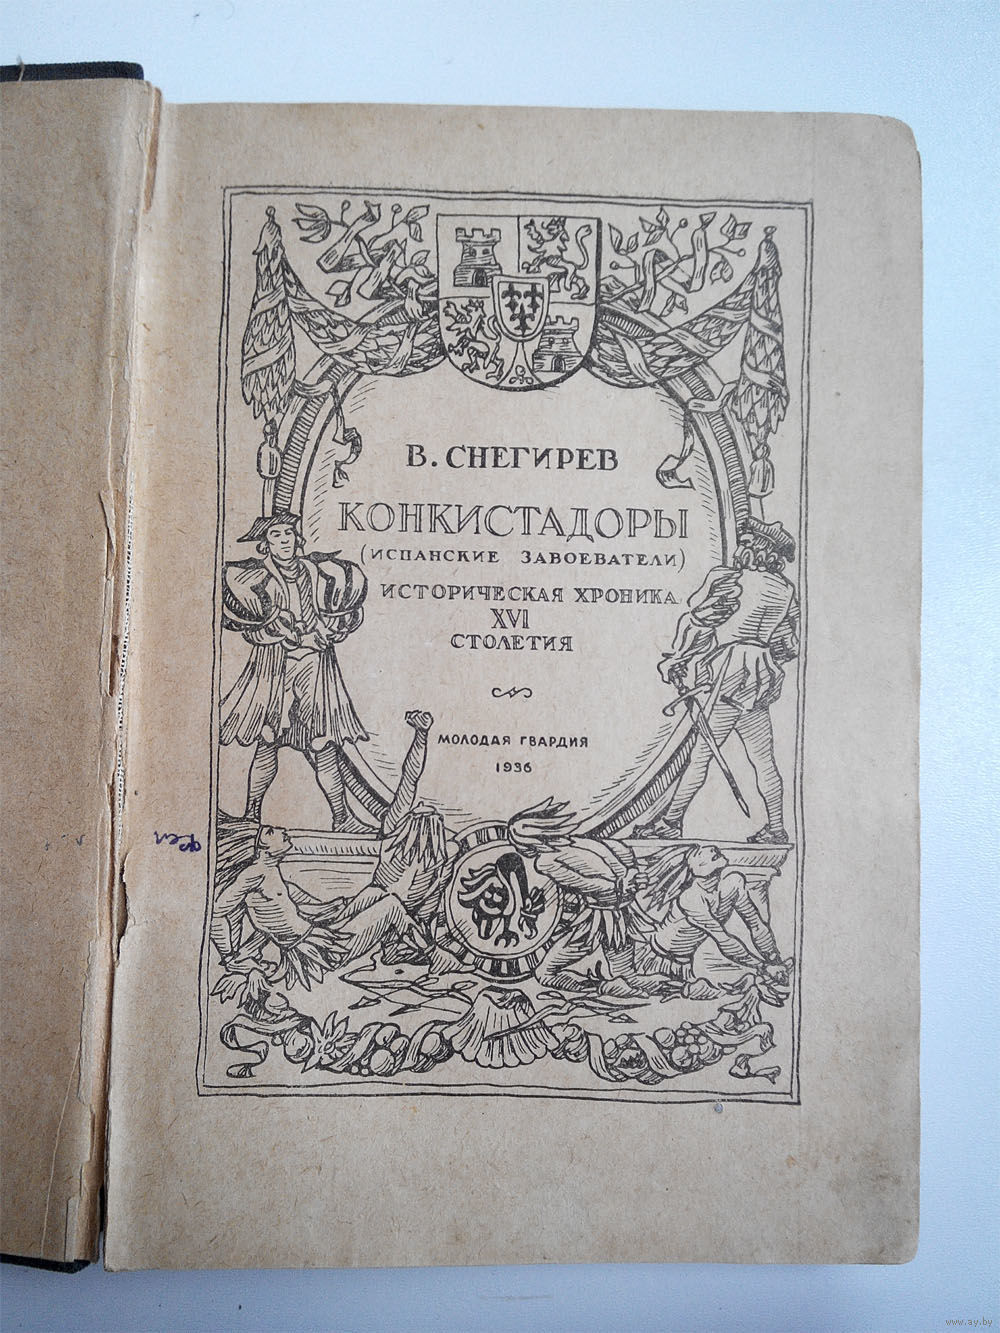 В. СНЕГИРЕВ
КОНКИСТАДОРЫ
(ИСПАНСКИЕ ЗАВОЕВАТЕЛИ)
ИСТОРИЧЕСКАЯ ХРОНИКА
XVI
СТОЛЕТИЯ
МОЛОДАЯ ГВАРДИЯ
1936
www.ay.by